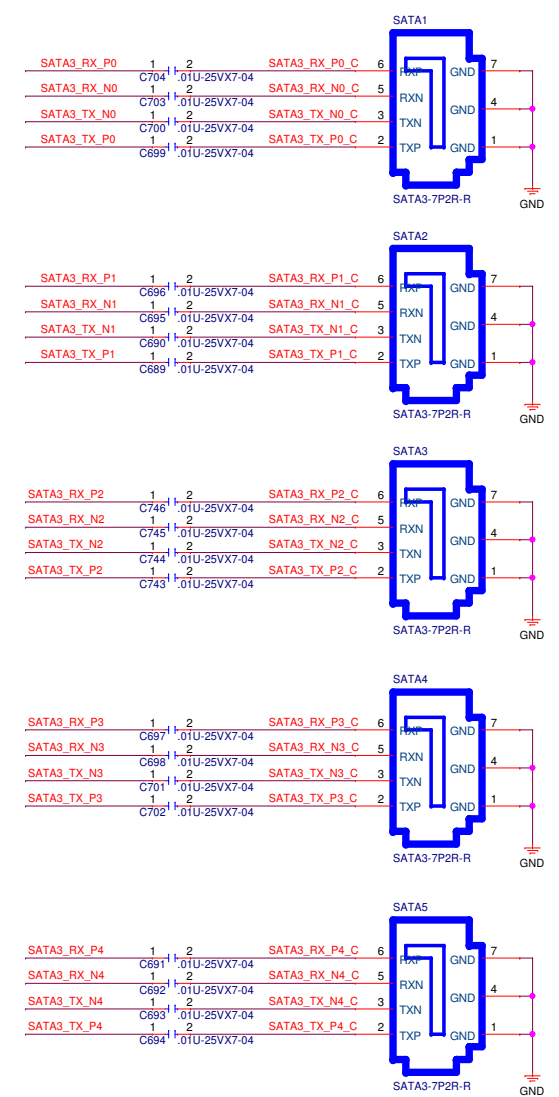 SATA1
SATA3_RX_P0 1 2 SATA3_RX_P0_C 6 RXP GND 7
C704 .01U-25VX7-04
SATA3_RX_N0 1 2 SATA3_RX_N0_C 5 RXN
C703 .01U-25VX7-04
GND 4
SATA3_TX_N0 1 2 SATA3_TX_N0_C 3 TXN
C700 .01U-25VX7-04
SATA3_TX_P0 1 2 SATA3_TX_P0_C 2 TXP GND 1
C699 .01U-25VX7-04
SATA3-7P2R-R
GND
SATA2
SATA3_RX_P1 1 2 SATA3_RX_P1_C 6 RXP GND 7
C696 .01U-25VX7-04
SATA3_RX_N1 1 2 SATA3_RX_N1_C 5 RXN
C695 .01U-25VX7-04
GND 4
SATA3_TX_N1 1 2 SATA3_TX_N1_C 3 TXN
C690 .01U-25VX7-04
SATA3_TX_P1 1 2 SATA3_TX_P1_C 2 TXP GND 1
C689 .01U-25VX7-04
SATA3-7P2R-R
GND
SATA3
SATA3_RX_P2 1 2 SATA3_RX_P2_C 6 RXP GND 7
C746 .01U-25VX7-04
SATA3_RX_N2 1 2 SATA3_RX_N2_C 5 RXN
C745 .01U-25VX7-04
GND 4
SATA3_TX_N2 1 2 SATA3_TX_N2_C 3 TXN
C744 .01U-25VX7-04
SATA3_TX_P2 1 2 SATA3_TX_P2_C 2 TXP GND 1
C743 .01U-25VX7-04
SATA3-7P2R-R
GND
SATA4
SATA3_RX_P3 1 2 SATA3_RX_P3_C 6 RXP GND 7
C697 .01U-25VX7-04
SATA3_RX_N3 1 2 SATA3_RX_N3_C 5 RXN
C698 .01U-25VX7-04
GND 4
SATA3_TX_N3 1 2 SATA3_TX_N3_C 3 TXN
C701 .01U-25VX7-04
SATA3_TX_P3 1 2 SATA3_TX_P3_C 2 TXP GND 1
C702 .01U-25VX7-04
SATA3-7P2R-R
GND
SATA5
SATA3_RX_P4 1 2 SATA3_RX_P4_C 6 RXP GND 7
C691 .01U-25VX7-04
SATA3_RX_N4 1 2 SATA3_RX_N4_C 5 RXN
C692 .01U-25VX7-04
GND 4
SATA3_TX_N4 1 2 SATA3_TX_N4_C 3 TXN
C693 .01U-25VX7-04
SATA3_TX_P4 1 2 SATA3_TX_P4_C 2 TXP GND 1
C694 .01U-25VX7-04
SATA3-7P2R-R
GND